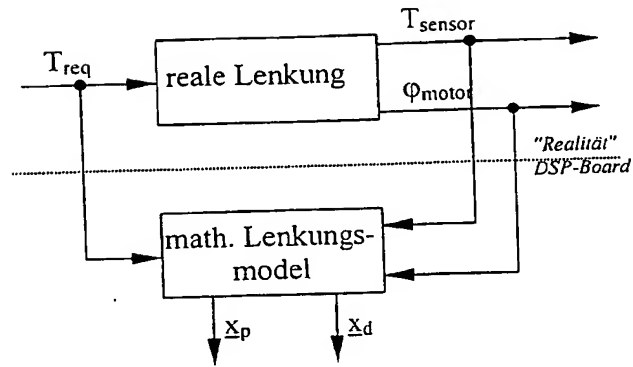 T_sensor
T_req
reale Lenkung
φ_motor
"Realität"
DSP-Board
math. Lenkungs-
model
x_p
x_d